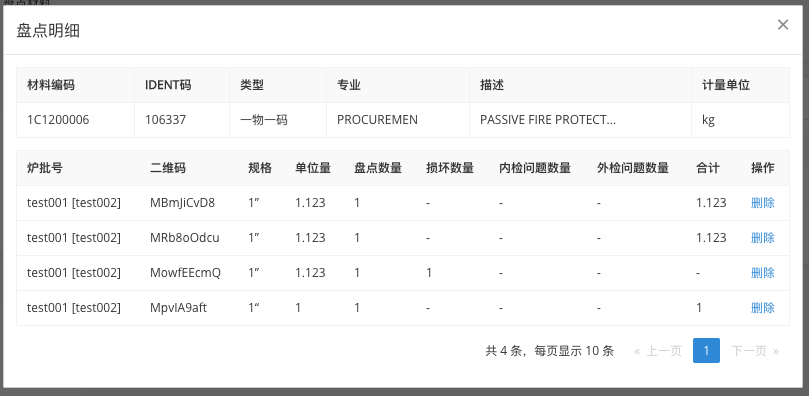 盘点明细 ×
材料编码 IDENT码 类型 专业 描述 计量单位
1C1200006 106337 一物一码 PROCUREMEN PASSIVE FIRE PROTECT... kg
炉批号 二维码 规格 单位量 盘点数量 损坏数量 内检问题数量 外检问题数量 合计 操作
test001 [test002] MBmJiCvD8 1” 1.123 1 - - - 1.123 删除
test001 [test002] MRb8oOdcu 1” 1.123 1 - - - 1.123 删除
test001 [test002] MowfEEcmQ 1” 1.123 1 1 - - - 删除
test001 [test002] MpvIA9aft 1“ 1 1 - - - 1 删除
共 4 条，每页显示 10 条 « 上一页 1 下一页 »